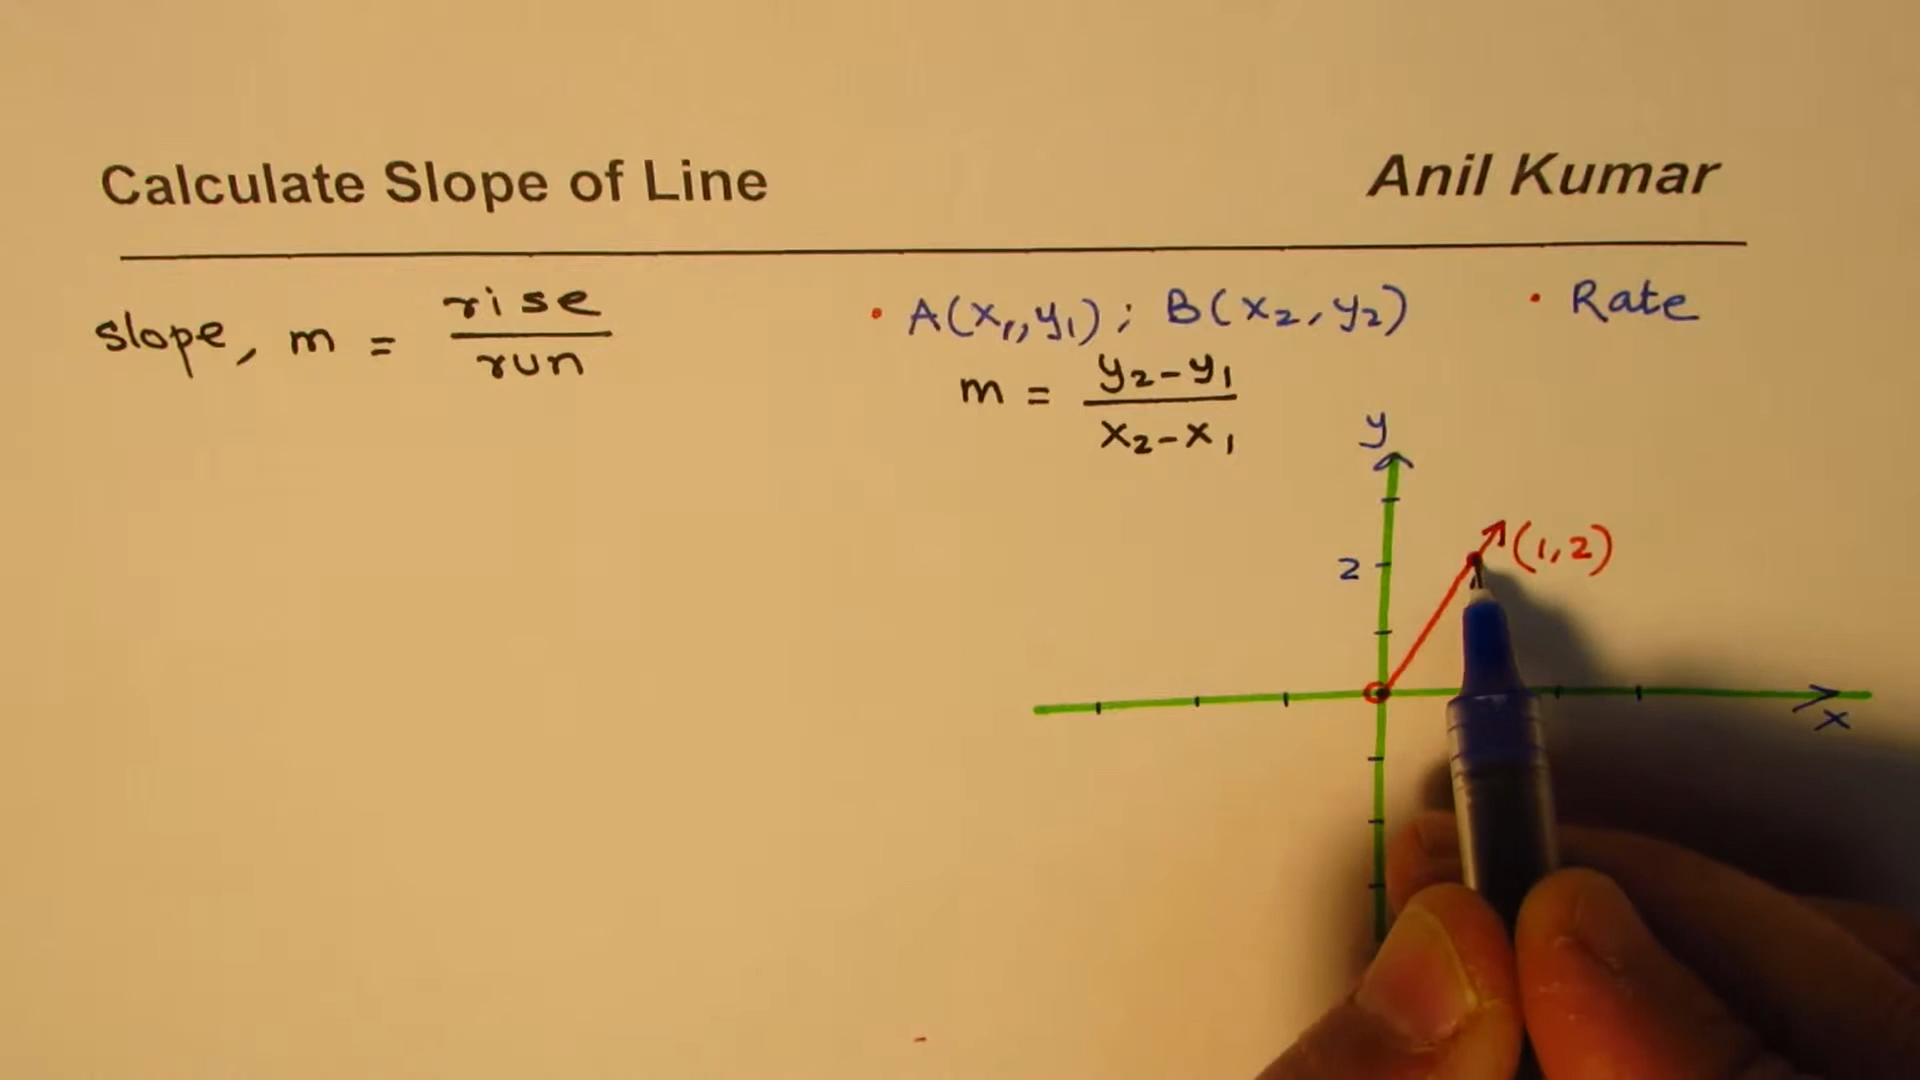 Calculate Slope of Line
Anil Kumar
slope, m = rise/run
• A(x₁,y₁); B(x₂,y₂)
m = y₂-y₁/x₂-x₁
• Rate
y
2
(1,2)
x